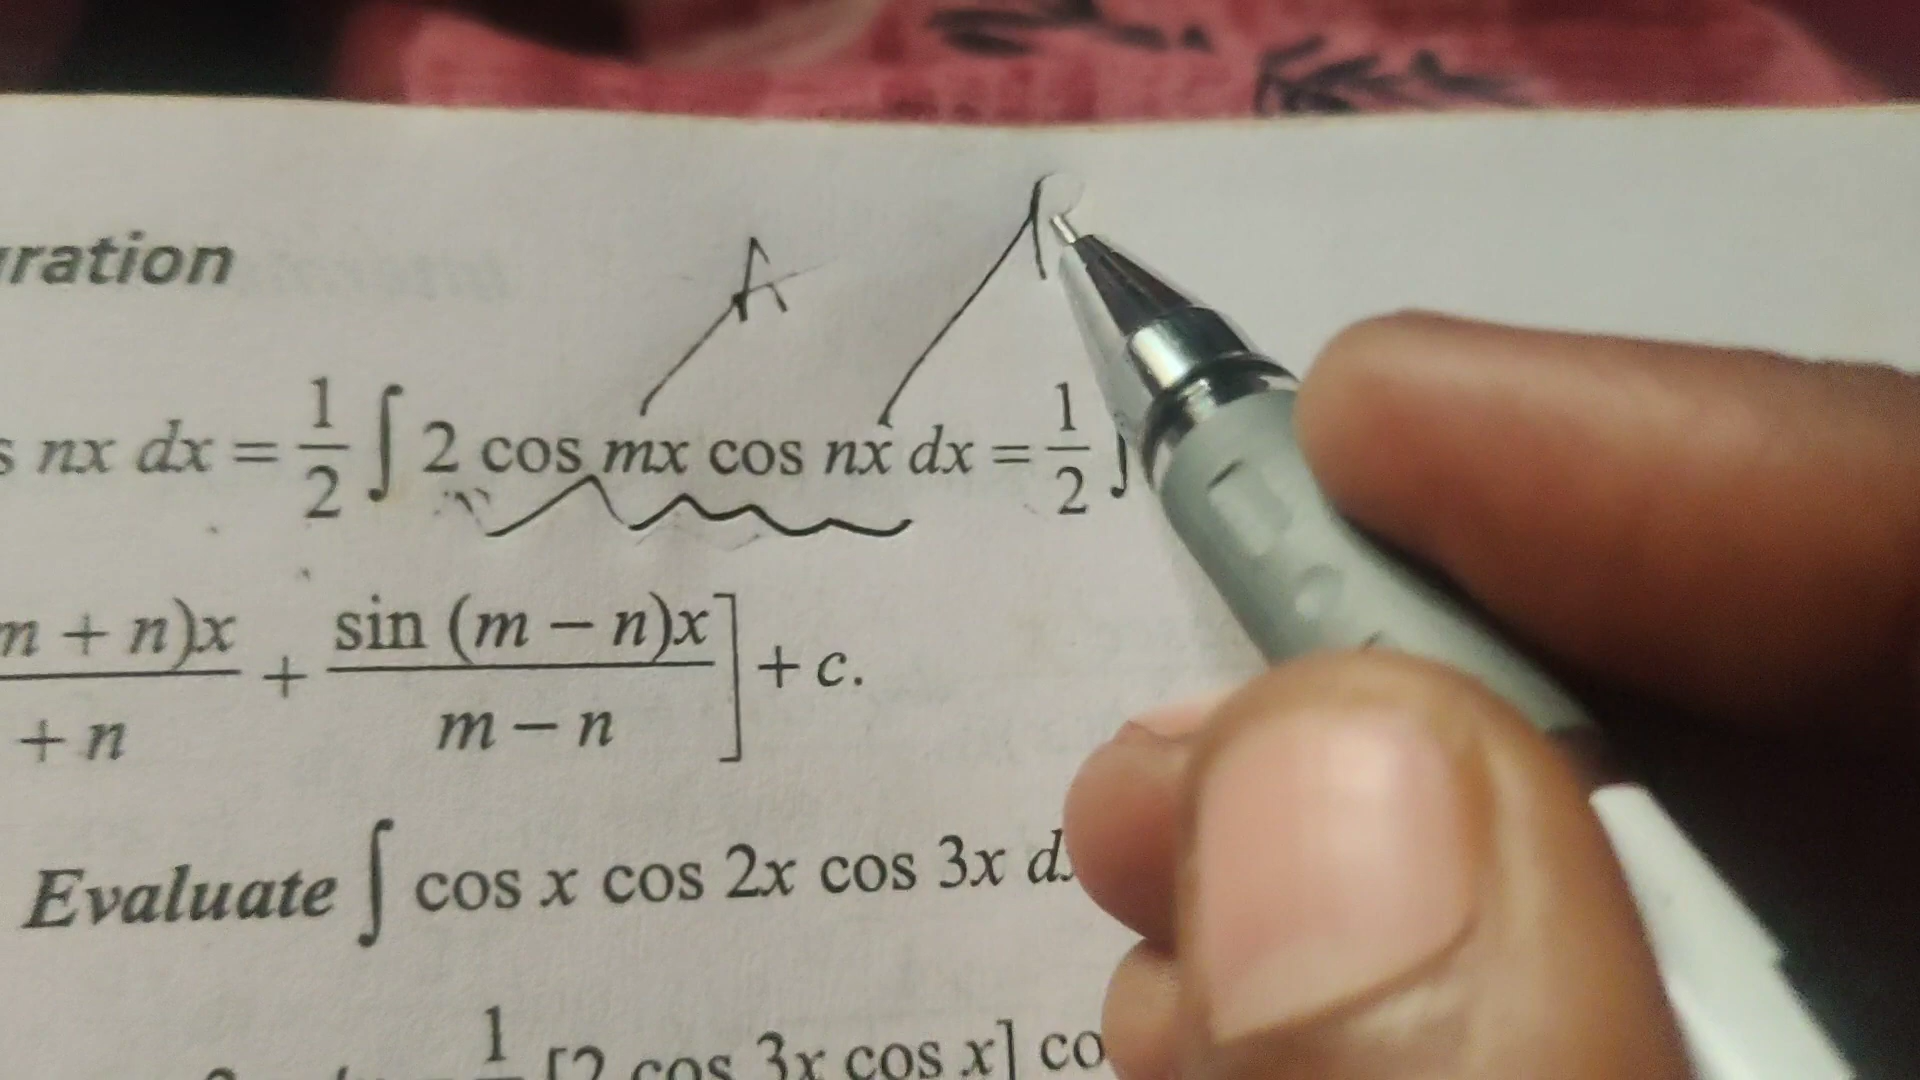 ration
A
nx dx = 1/2 ∫ 2 cos mx cos nx dx = 1/2 ∫
m + n)x / + n + sin (m − n)x / m − n ] + c.
Evaluate ∫ cos x cos 2x cos 3x
1 [2 cos 3x cos x]